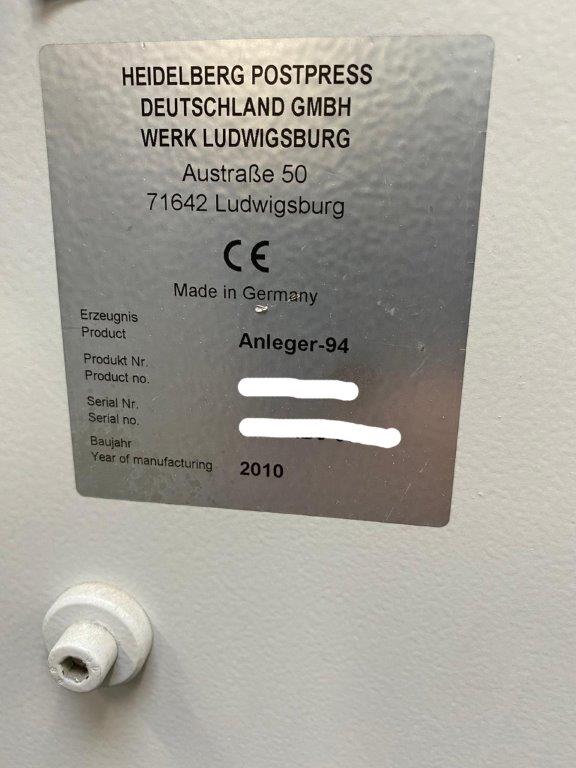 HEIDELBERG POSTPRESS
DEUTSCHLAND GMBH
WERK LUDWIGSBURG
Austraße 50
71642 Ludwigsburg
CE
Made in Germany
Erzeugnis
Product
Anleger-94
Produkt Nr.
Product no.
Serial Nr.
Serial no.
Baujahr
Year of manufacturing
2010